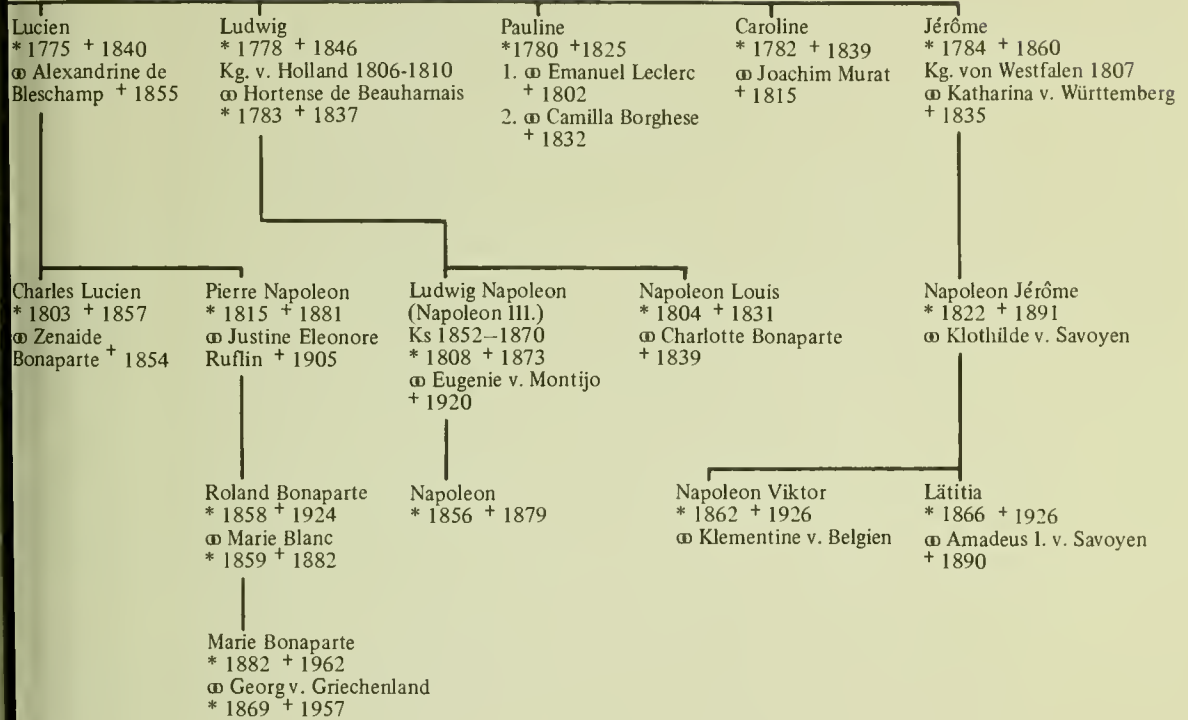 Lucien
* 1775 + 1840
⚭ Alexandrine de
Bleschamp + 1855
Ludwig
* 1778 + 1846
Kg. v. Holland 1806-1810
⚭ Hortense de Beauharnais
* 1783 + 1837
Pauline
*1780 +1825
1. ⚭ Emanuel Leclerc
+ 1802
2. ⚭ Camilla Borghese
+ 1832
Caroline
* 1782 + 1839
⚭ Joachim Murat
+ 1815
Jérôme
* 1784 + 1860
Kg. von Westfalen 1807
⚭ Katharina v. Württemberg
+ 1835
Charles Lucien
* 1803 + 1857
⚭ Zenaide
Bonaparte + 1854
Pierre Napoleon
* 1815 + 1881
⚭ Justine Eleonore
Ruflin + 1905
Ludwig Napoleon
(Napoleon III.)
Ks 1852–1870
* 1808 + 1873
⚭ Eugenie v. Montijo
+ 1920
Napoleon Louis
* 1804 + 1831
⚭ Charlotte Bonaparte
+ 1839
Napoleon Jérôme
* 1822 + 1891
⚭ Klothilde v. Savoyen
Roland Bonaparte
* 1858 + 1924
⚭ Marie Blanc
* 1859 + 1882
Napoleon
* 1856 + 1879
Napoleon Viktor
* 1862 + 1926
⚭ Klementine v. Belgien
Lätitia
* 1866 + 1926
⚭ Amadeus I. v. Savoyen
+ 1890
Marie Bonaparte
* 1882 + 1962
⚭ Georg v. Griechenland
* 1869 + 1957